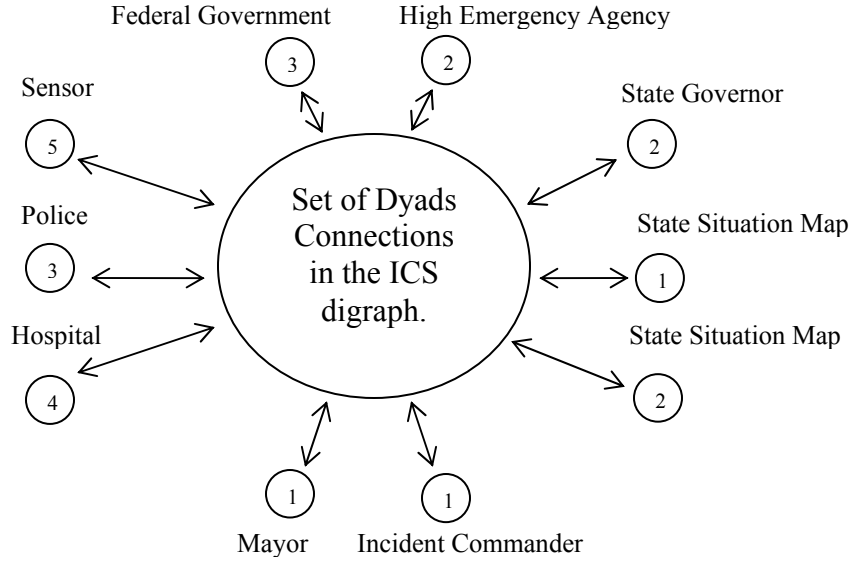 Federal Government
High Emergency Agency
3
2
Sensor
State Governor
5
2
Set of Dyads
Connections
in the ICS
digraph.
Police
State Situation Map
3
1
Hospital
State Situation Map
4
2
1
1
Mayor
Incident Commander